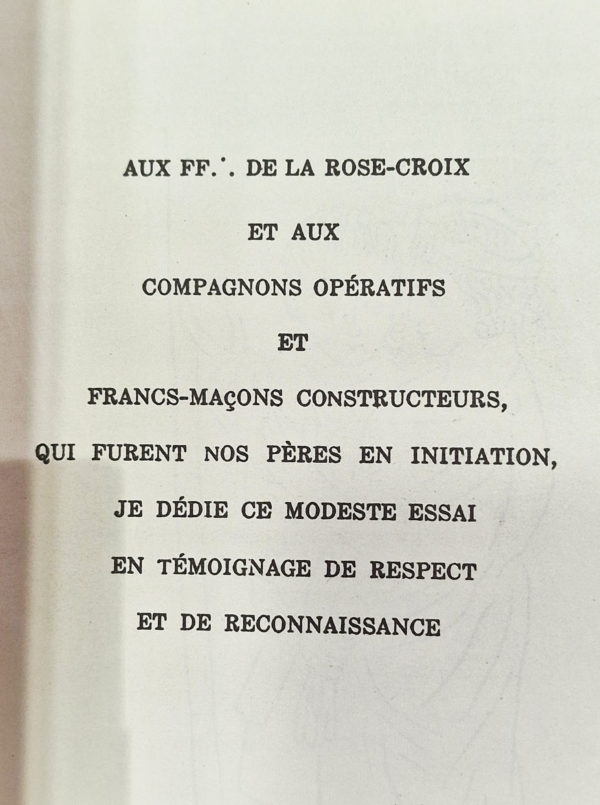 AUX FF.˙. DE LA ROSE-CROIX
ET AUX
COMPAGNONS OPÉRATIFS
ET
FRANCS-MAçONS CONSTRUCTEURS,
QUI FURENT NOS PÈRES EN INITIATION,
JE DÉDIE CE MODESTE ESSAI
EN TÉMOIGNAGE DE RESPECT
ET DE RECONNAISSANCE